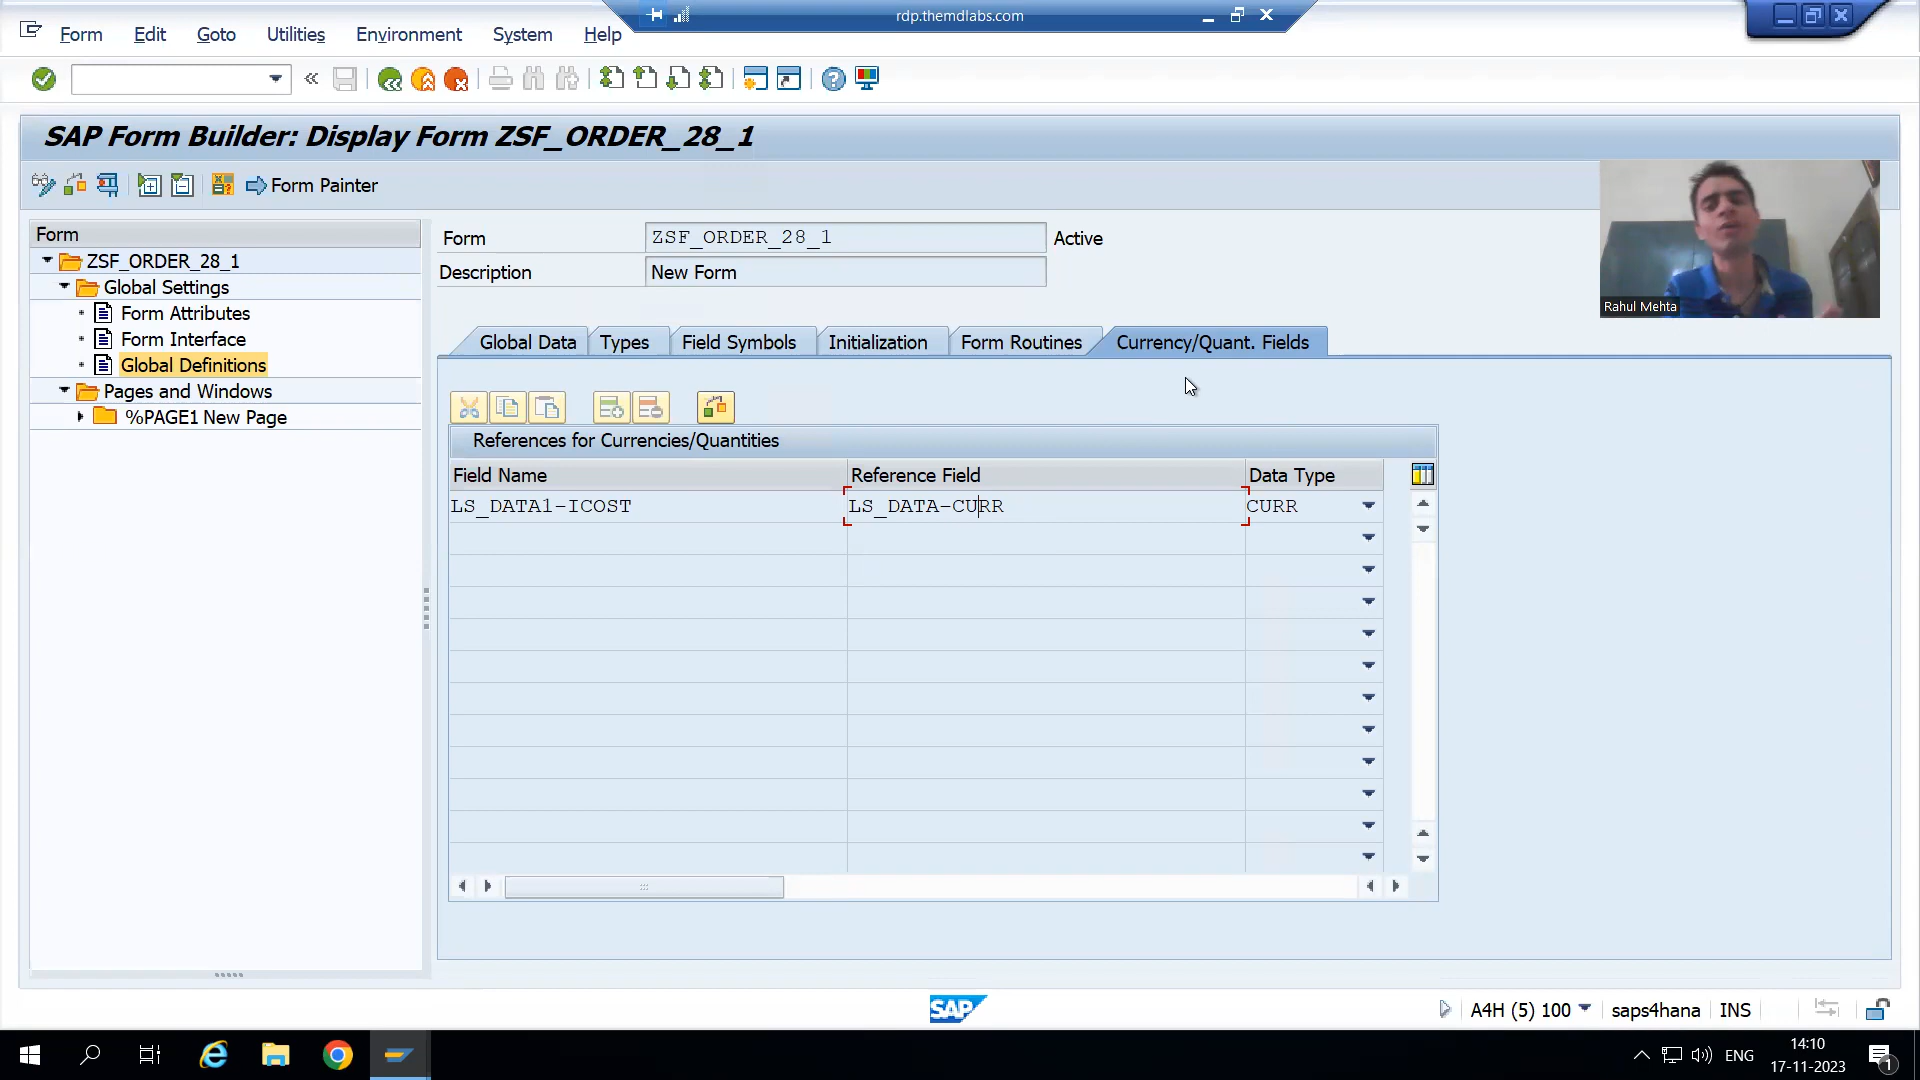 rdp.themdlabs.com
Form Edit Goto Utilities Environment System Help
SAP Form Builder: Display Form ZSF_ORDER_28_1
Form Painter
Rahul Mehta
Form
ZSF_ORDER_28_1
Global Settings
Form Attributes
Form Interface
Global Definitions
Pages and Windows
%PAGE1 New Page
Form ZSF_ORDER_28_1 Active
Description New Form
Global Data Types Field Symbols Initialization Form Routines Currency/Quant. Fields
References for Currencies/Quantities
Field Name Reference Field Data Type
LS_DATA1-ICOST LS_DATA-CURR CURR
SAP
A4H (5) 100 saps4hana INS
ENG
14:10
17-11-2023
1